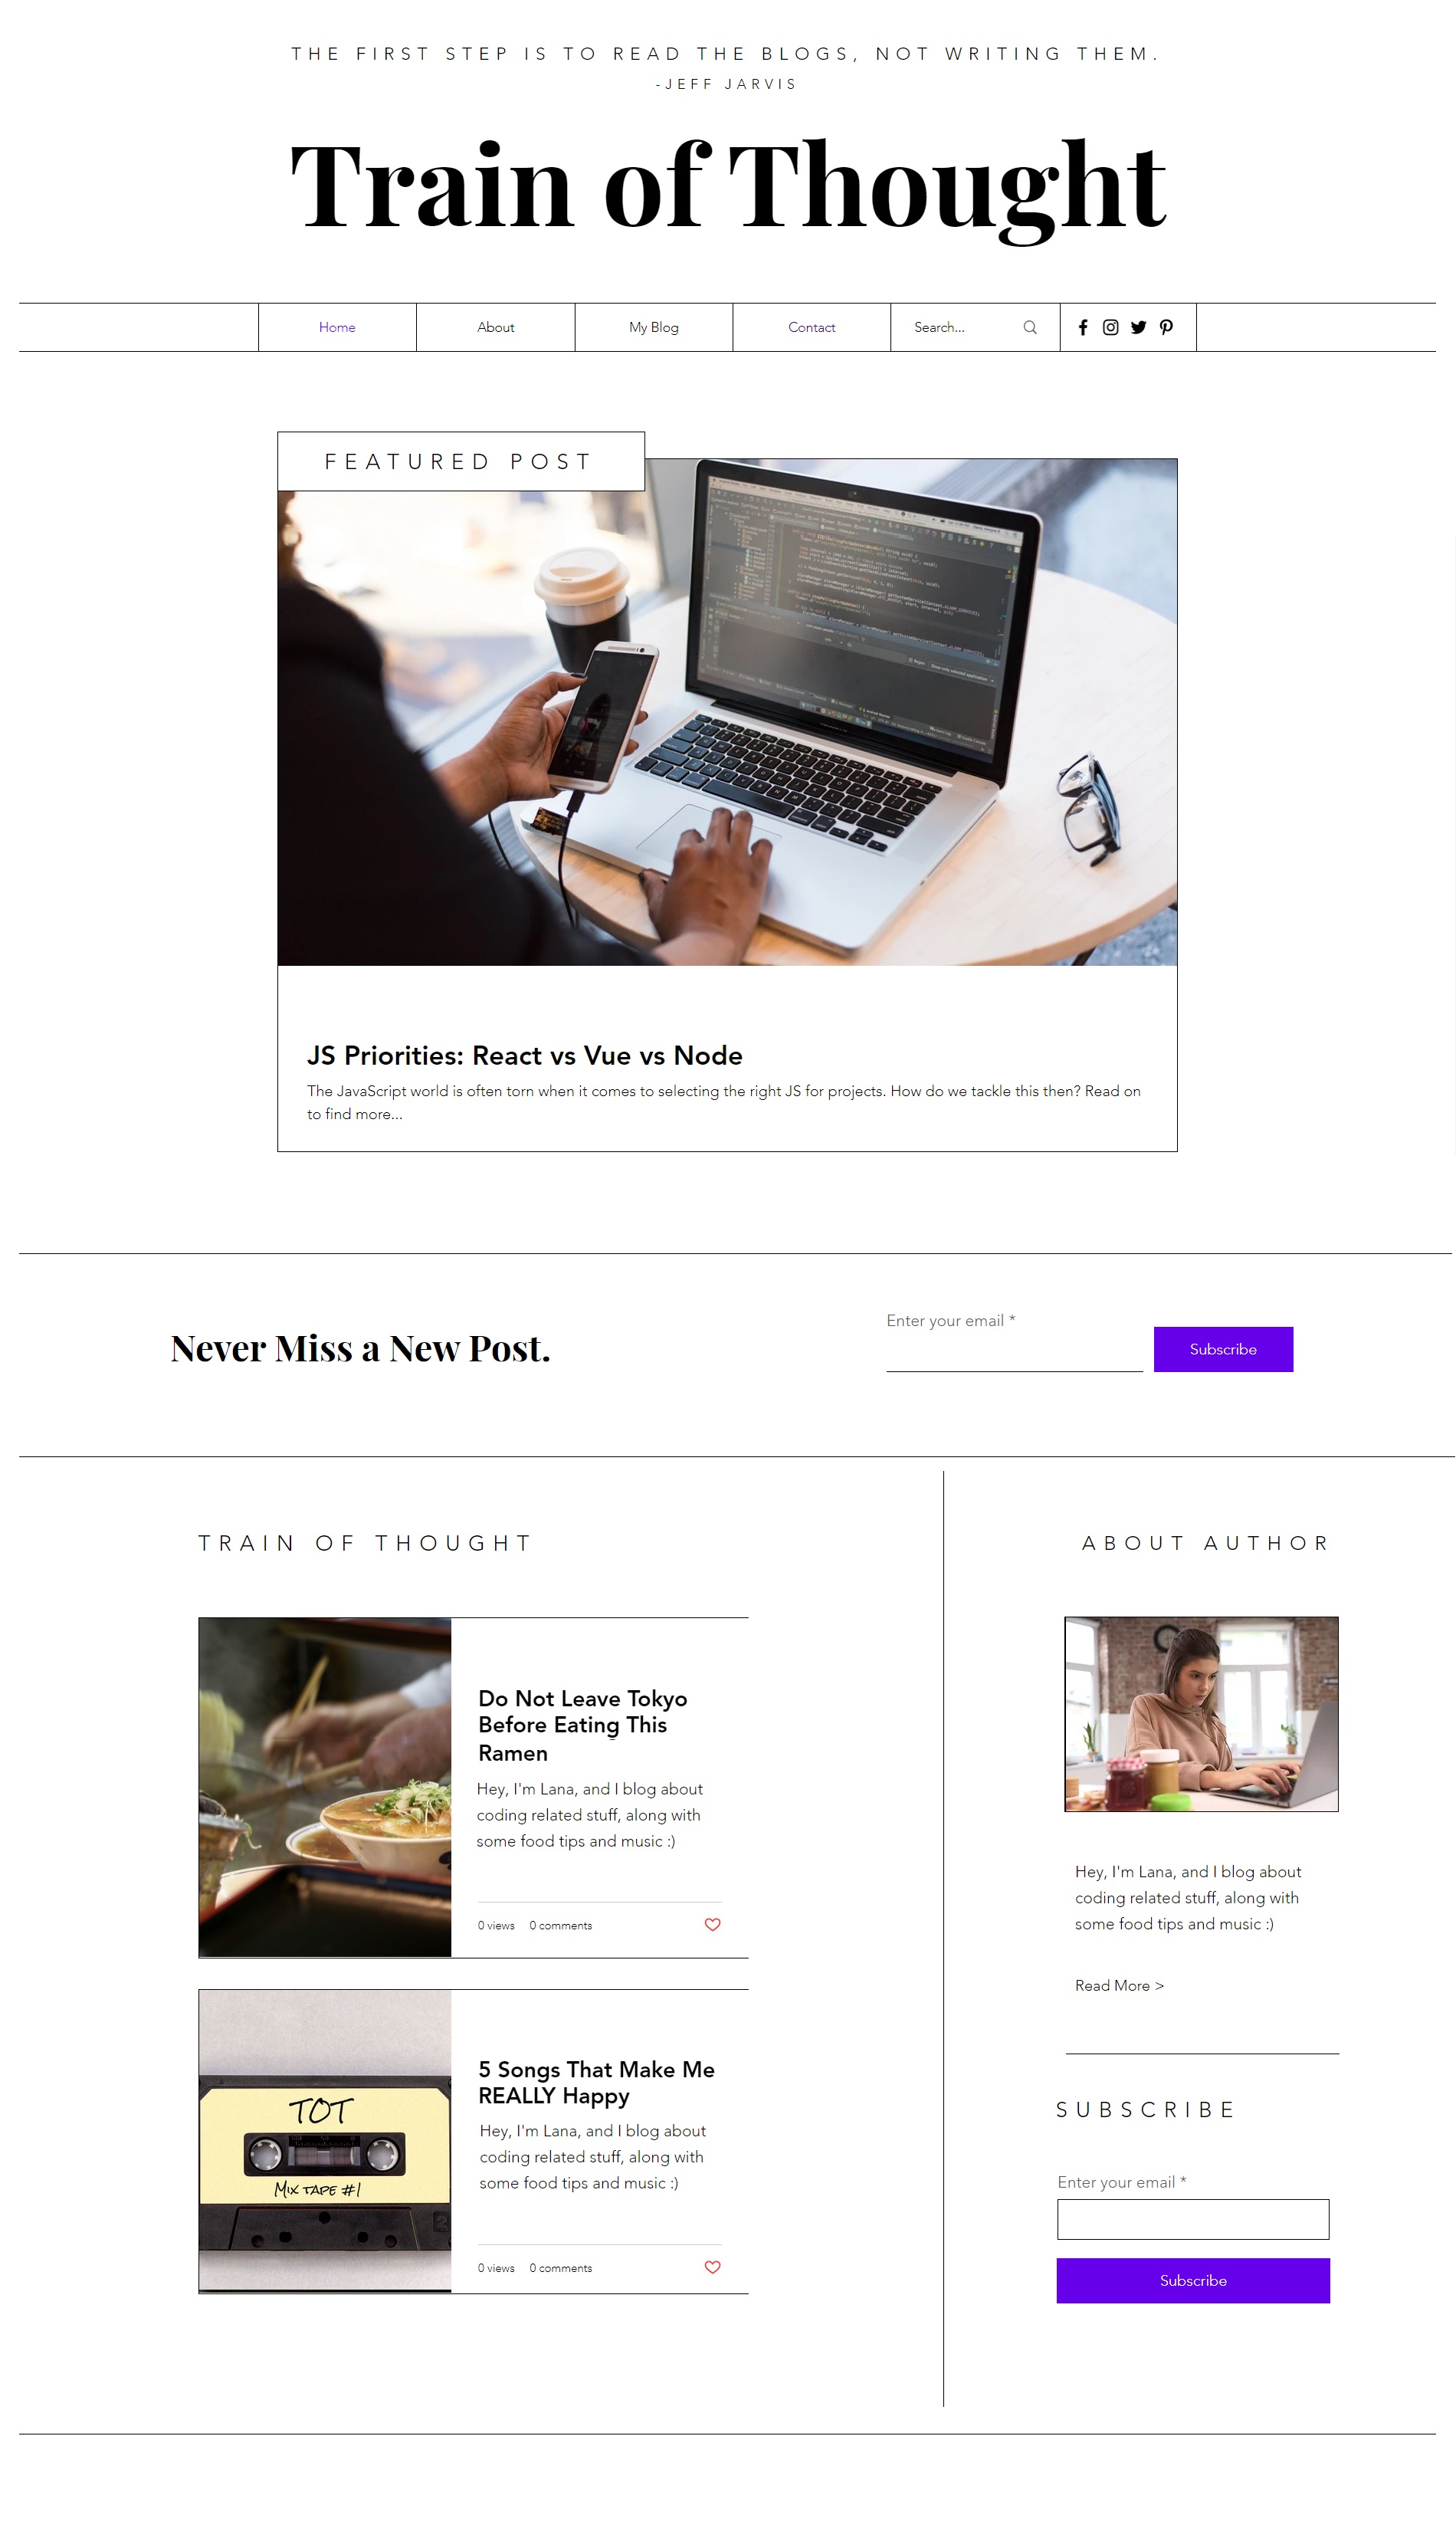 THE FIRST STEP IS TO READ THE BLOGS, NOT WRITING THEM.
-JEFF JARVIS
Train of Thought
Home
About
My Blog
Contact
Search...
FEATURED POST
JS Priorities: React vs Vue vs Node
The JavaScript world is often torn when it comes to selecting the right JS for projects. How do we tackle this then? Read on
to find more...
Never Miss a New Post.
Enter your email *
Subscribe
TRAIN OF THOUGHT
Do Not Leave Tokyo
Before Eating This
Ramen
Hey, I'm Lana, and I blog about
coding related stuff, along with
some food tips and music :)
0 views
0 comments
TOT
MIX TAPE #1
5 Songs That Make Me
REALLY Happy
Hey, I'm Lana, and I blog about
coding related stuff, along with
some food tips and music :)
0 views
0 comments
ABOUT AUTHOR
Hey, I'm Lana, and I blog about
coding related stuff, along with
some food tips and music :)
Read More >
SUBSCRIBE
Enter your email *
Subscribe